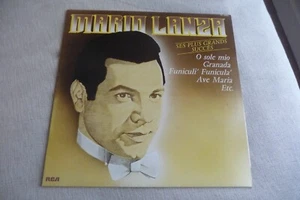 MARIO LANZA
SES PLUS GRANDS
SUCCÈS
O sole mio
Granada
Funiculi' Funicula'
Ave Maria
Etc.
RCA